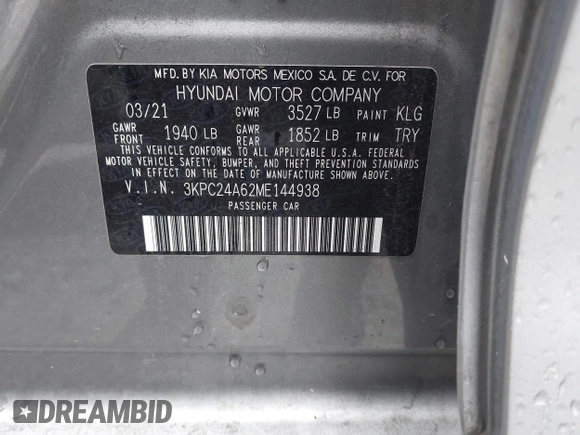 MFD. BY KIA MOTORS MEXICO S.A. DE C.V. FOR
HYUNDAI MOTOR COMPANY
03/21 GVWR 3527 LB PAINT KLG
GAWR FRONT 1940 LB GAWR REAR 1852 LB TRIM TRY
THIS VEHICLE CONFORMS TO ALL APPLICABLE U.S.A. FEDERAL
MOTOR VEHICLE SAFETY, BUMPER, AND THEFT PREVENTION STANDARDS
IN EFFECT ON THE DATE OF MANUFACTURE SHOWN ABOVE.
V.I.N. 3KPC24A62ME144938
PASSENGER CAR
DREAMBID